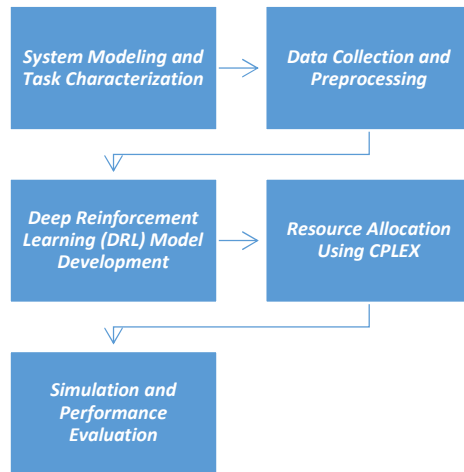 System Modeling and
Task Characterization
Data Collection and
Preprocessing
Deep Reinforcement
Learning (DRL) Model
Development
Resource Allocation
Using CPLEX
Simulation and
Performance
Evaluation